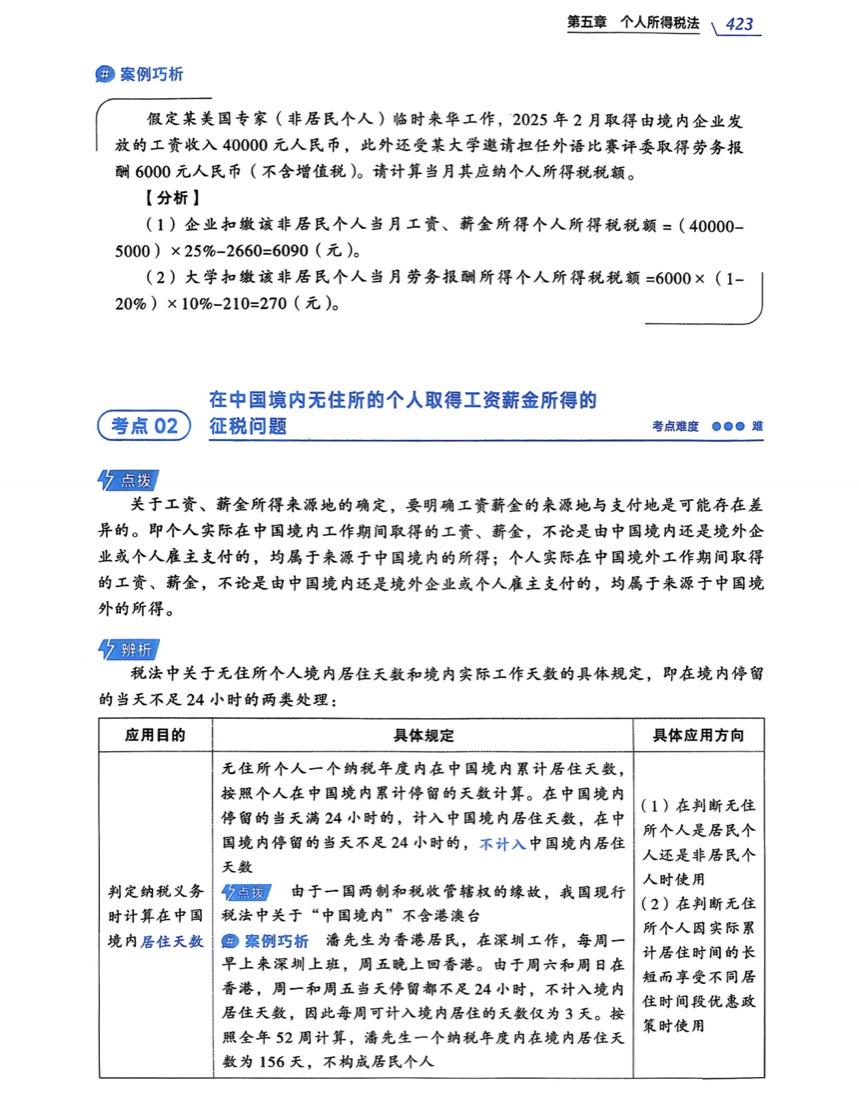 第五章 个人所得税法 423
# 案例巧析
假定某美国专家（非居民个人）临时来华工作，2025 年 2 月取得由境内企业发
放的工资收入 40000 元人民币，此外还受某大学邀请担任外语比赛评委取得劳务报
酬 6000 元人民币（不含增值税）。请计算当月其应纳个人所得税税额。
【分析】
（1）企业扣缴该非居民个人当月工资、薪金所得个人所得税税额 =（40000-
5000）×25%-2660=6090（元）。
（2）大学扣缴该非居民个人当月劳务报酬所得个人所得税税额 =6000×（1-
20%）×10%-210=270（元）。
在中国境内无住所的个人取得工资薪金所得的
考点 02 征税问题 考点难度 难
点拨
关于工资、薪金所得来源地的确定，要明确工资薪金的来源地与支付地是可能存在差
异的。即个人实际在中国境内工作期间取得的工资、薪金，不论是由中国境内还是境外企
业或个人雇主支付的，均属于来源于中国境内的所得；个人实际在中国境外工作期间取得
的工资、薪金，不论是由中国境内还是境外企业或个人雇主支付的，均属于来源于中国境
外的所得。
辨析
税法中关于无住所个人境内居住天数和境内实际工作天数的具体规定，即在境内停留
的当天不足 24 小时的两类处理：
应用目的 具体规定 具体应用方向
判定纳税义务
时计算在中国
境内居住天数
无住所个人一个纳税年度内在中国境内累计居住天数，
按照个人在中国境内累计停留的天数计算。在中国境内
停留的当天满 24 小时的，计入中国境内居住天数，在中
国境内停留的当天不足 24 小时的，不计入中国境内居住
天数
点拨 由于一国两制和税收管辖权的缘故，我国现行
税法中关于“中国境内”不含港澳台
# 案例巧析 潘先生为香港居民，在深圳工作，每周一
早上来深圳上班，周五晚上回香港。由于周六和周日在
香港，周一和周五当天停留都不足 24 小时，不计入境内
居住天数，因此每周可计入境内居住的天数仅为 3 天。按
照全年 52 周计算，潘先生一个纳税年度内在境内居住天
数为 156 天，不构成居民个人
（1）在判断无住
所个人是居民个
人还是非居民个
人时使用
（2）在判断无住
所个人因实际累
计居住时间的长
短而享受不同居
住时间段优惠政
策时使用